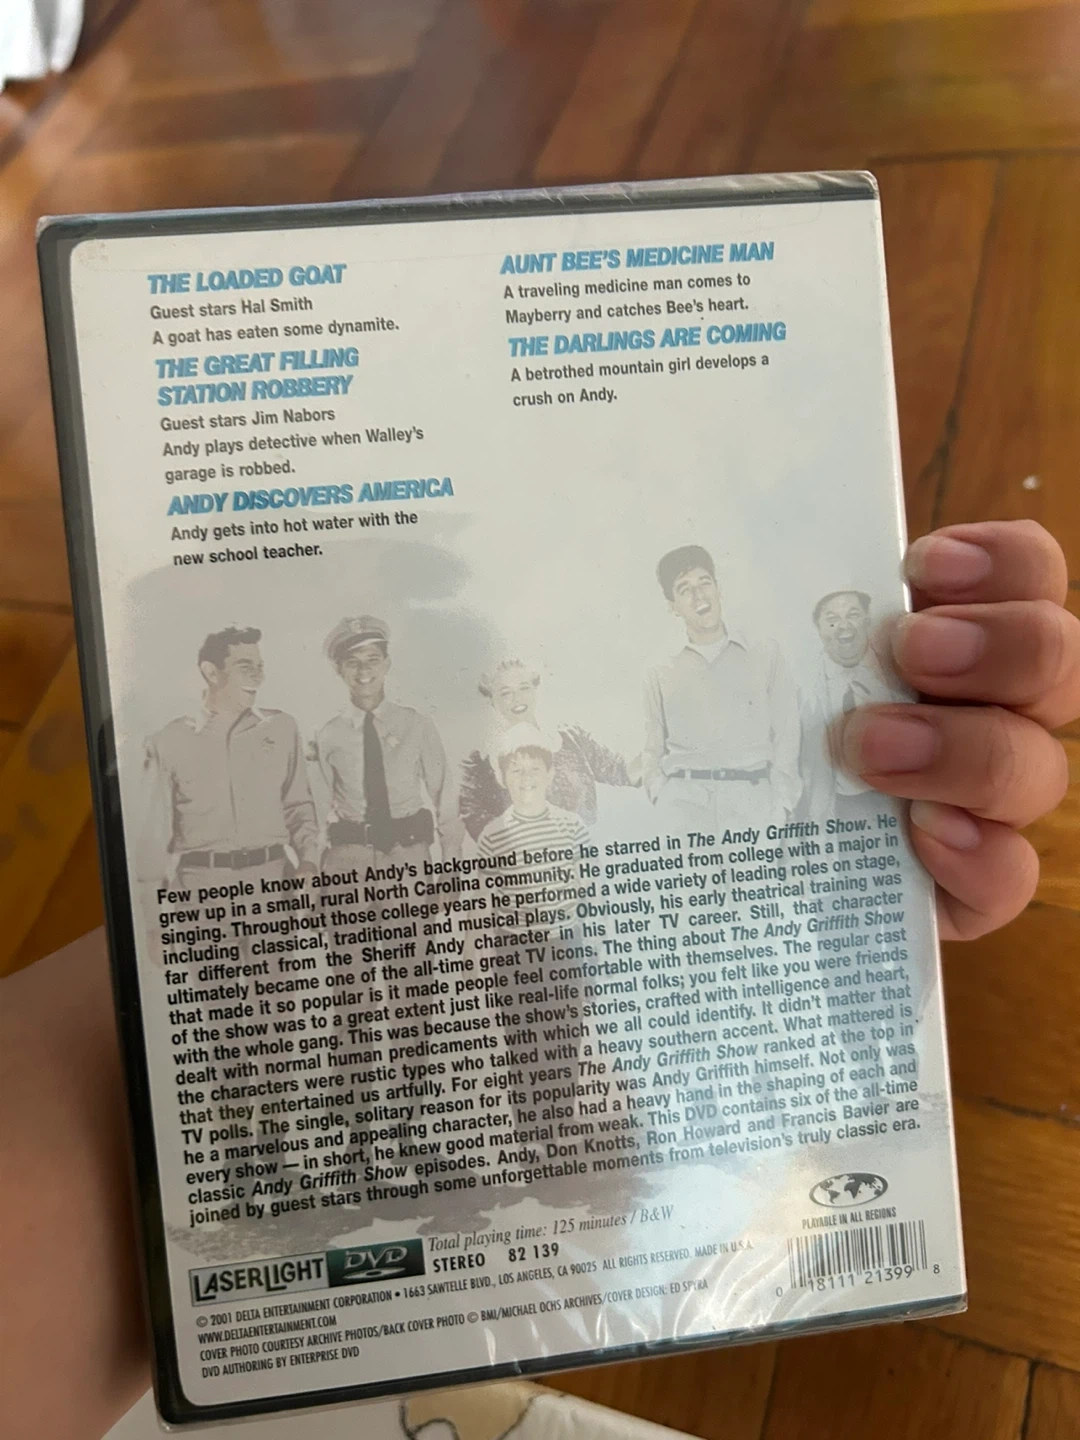 THE LOADED GOAT
Guest stars Hal Smith
A goat has eaten some dynamite.
THE GREAT FILLING
STATION ROBBERY
Guest stars Jim Nabors
Andy plays detective when Walley's
garage is robbed.
ANDY DISCOVERS AMERICA
Andy gets into hot water with the
new school teacher.
AUNT BEE'S MEDICINE MAN
A traveling medicine man comes to
Mayberry and catches Bee's heart.
THE DARLINGS ARE COMING
A betrothed mountain girl develops a
crush on Andy.
Few people know about Andy's background before he starred in The Andy Griffith Show. He
grew up in a small, rural North Carolina community. He graduated from college with a major in
singing. Throughout those college years he performed a wide variety of leading roles on stage,
including classical, traditional and musical plays. Obviously, his early theatrical training was
far different from the Sheriff Andy character in his later TV career. Still, that character
ultimately became one of the all-time great TV icons. The thing about The Andy Griffith Show
that made it so popular is it made people feel comfortable with themselves. The regular cast
of the show was to a great extent just like real-life normal folks; you felt like you were friends
with the whole gang. This was because the show's stories, crafted with intelligence and heart,
dealt with normal human predicaments with which we all could identify. It didn't matter that
the characters were rustic types who talked with a heavy southern accent. What mattered is
that they entertained us artfully. For eight years The Andy Griffith Show ranked at the top in
TV polls. The single, solitary reason for its popularity was Andy Griffith himself. Not only was
he a marvelous and appealing character, he also had a heavy hand in the shaping of each and
every show — in short, he knew good material from weak. This DVD contains six of the all-time
classic Andy Griffith Show episodes. Andy, Don Knotts, Ron Howard and Francis Bavier are
joined by guest stars through some unforgettable moments from television's truly classic era.
LASERLIGHT DVD
Total playing time: 125 minutes / B&W
STEREO 82 139
© 2001 DELTA ENTERTAINMENT CORPORATION • 1663 SAWTELLE BLVD., LOS ANGELES, CA 90025 ALL RIGHTS RESERVED. MADE IN U.S.A.
WWW.DELTAENTERTAINMENT.COM
COVER PHOTO COURTESY ARCHIVE PHOTOS/BACK COVER PHOTO © BMI/MICHAEL OCHS ARCHIVES/COVER DESIGN: ED SPYRA
DVD AUTHORING BY ENTERPRISE DVD
PLAYABLE IN ALL REGIONS
0 18111 21399 8